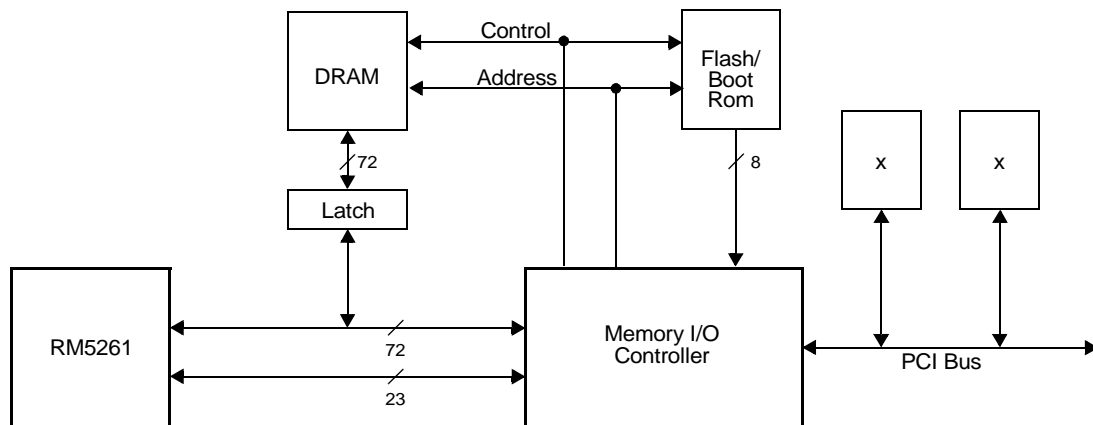 Control
DRAM
Address
Flash/
Boot
Rom
72
8
x
x
Latch
RM5261
72
23
Memory I/O
Controller
PCI Bus